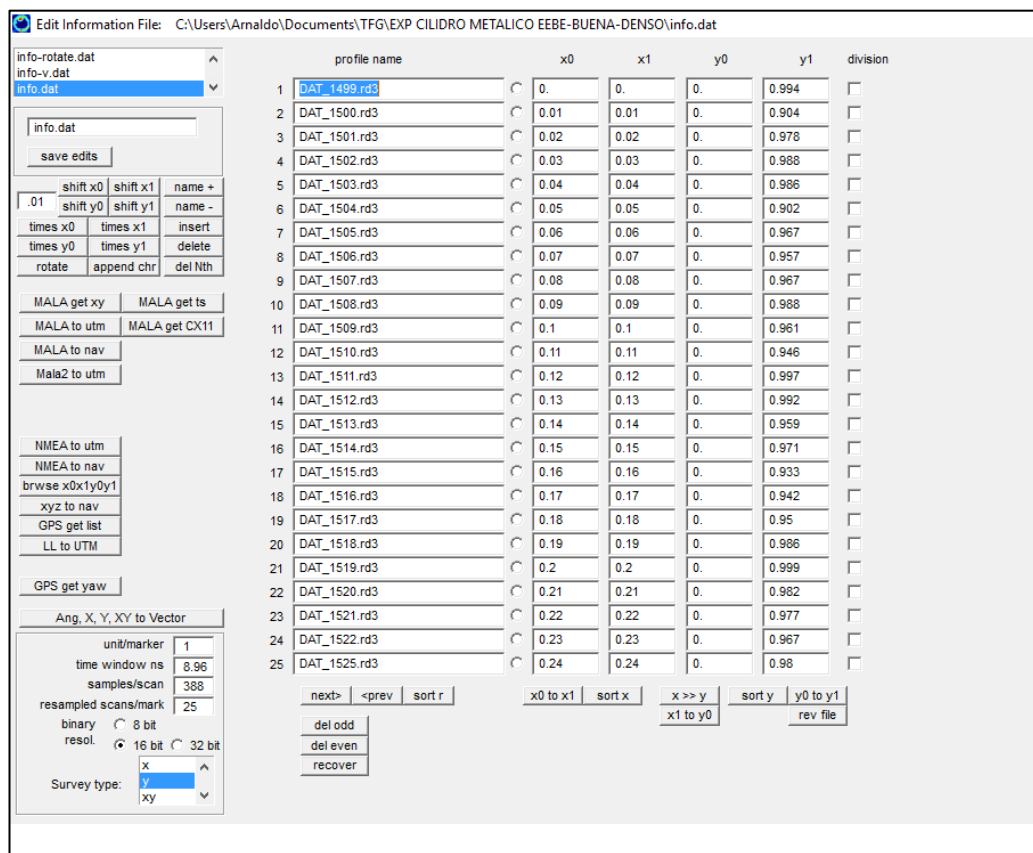 Edit Information File: C:\Users\Arnaldo\Documents\TFG\EXP CILIDRO METALICO EEBE-BUENA-DENSO\info.dat
info-rotate.dat
info-v.dat
info.dat
info.dat
save edits
.01 shift x0 shift x1 name +
shift y0 shift y1 name -
times x0 times x1 insert
times y0 times y1 delete
rotate append chr del Nth
MALA get xy MALA get ts
MALA to utm MALA get CX11
MALA to nav
Mala2 to utm
NMEA to utm
NMEA to nav
brwse x0x1y0y1
xyz to nav
GPS get list
LL to UTM
GPS get yaw
Ang, X, Y, XY to Vector
unit/marker 1
time window ns 8.96
samples/scan 388
resampled scans/mark 25
binary 8 bit
resol. 16 bit 32 bit
Survey type: x
y
xy
profile name x0 x1 y0 y1 division
1 DAT_1499.rd3 0. 0. 0. 0.994
2 DAT_1500.rd3 0.01 0.01 0. 0.904
3 DAT_1501.rd3 0.02 0.02 0. 0.978
4 DAT_1502.rd3 0.03 0.03 0. 0.988
5 DAT_1503.rd3 0.04 0.04 0. 0.986
6 DAT_1504.rd3 0.05 0.05 0. 0.902
7 DAT_1505.rd3 0.06 0.06 0. 0.967
8 DAT_1506.rd3 0.07 0.07 0. 0.957
9 DAT_1507.rd3 0.08 0.08 0. 0.967
10 DAT_1508.rd3 0.09 0.09 0. 0.988
11 DAT_1509.rd3 0.1 0.1 0. 0.961
12 DAT_1510.rd3 0.11 0.11 0. 0.946
13 DAT_1511.rd3 0.12 0.12 0. 0.997
14 DAT_1512.rd3 0.13 0.13 0. 0.992
15 DAT_1513.rd3 0.14 0.14 0. 0.959
16 DAT_1514.rd3 0.15 0.15 0. 0.971
17 DAT_1515.rd3 0.16 0.16 0. 0.933
18 DAT_1516.rd3 0.17 0.17 0. 0.942
19 DAT_1517.rd3 0.18 0.18 0. 0.95
20 DAT_1518.rd3 0.19 0.19 0. 0.986
21 DAT_1519.rd3 0.2 0.2 0. 0.999
22 DAT_1520.rd3 0.21 0.21 0. 0.982
23 DAT_1521.rd3 0.22 0.22 0. 0.977
24 DAT_1522.rd3 0.23 0.23 0. 0.967
25 DAT_1525.rd3 0.24 0.24 0. 0.98
next> <prev sort r x0 to x1 sort x x >> y sort y y0 to y1
x1 to y0 rev file
del odd
del even
recover